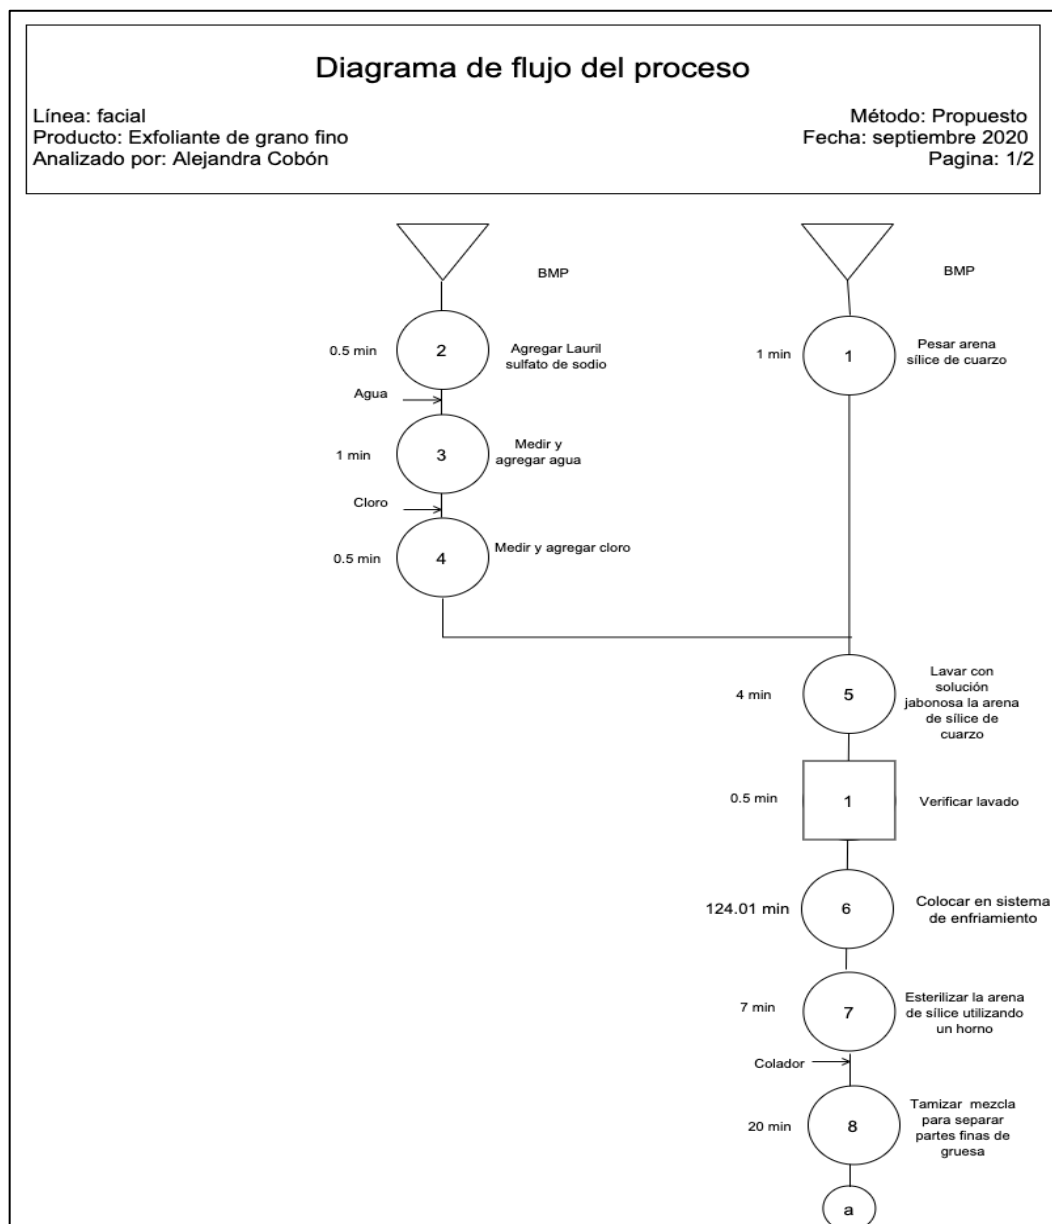 Diagrama de flujo del proceso
Línea: facial
Producto: Exfoliante de grano fino
Analizado por: Alejandra Cobón
Método: Propuesto
Fecha: septiembre 2020
Pagina: 1/2
BMP
BMP
0.5 min
2
Agregar Lauril
sulfato de sodio
1 min
1
Pesar arena
sílice de cuarzo
Agua
1 min
3
Medir y
agregar agua
Cloro
0.5 min
4
Medir y agregar cloro
4 min
5
Lavar con
solución
jabonosa la arena
de sílice de
cuarzo
0.5 min
1
Verificar lavado
124.01 min
6
Colocar en sistema
de enfriamiento
7 min
7
Esterilizar la arena
de sílice utilizando
un horno
Colador
20 min
8
Tamizar mezcla
para separar
partes finas de
gruesa
a